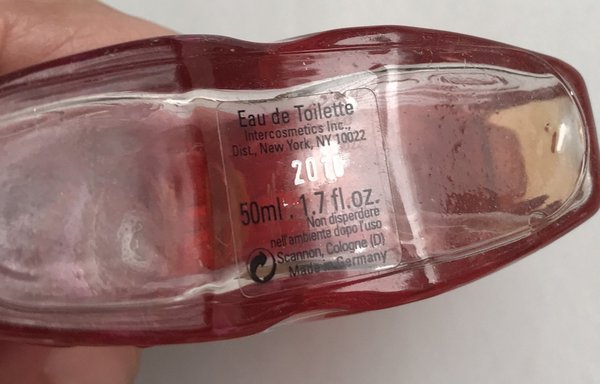 Eau de Toilette
Intercosmetics Inc.,
Dist., New York, NY 10022
50ml . 1.7 fl.oz.
Non disperdere
nell'ambiente dopo l'uso
Scannon, Cologne (D)
Made in Germany